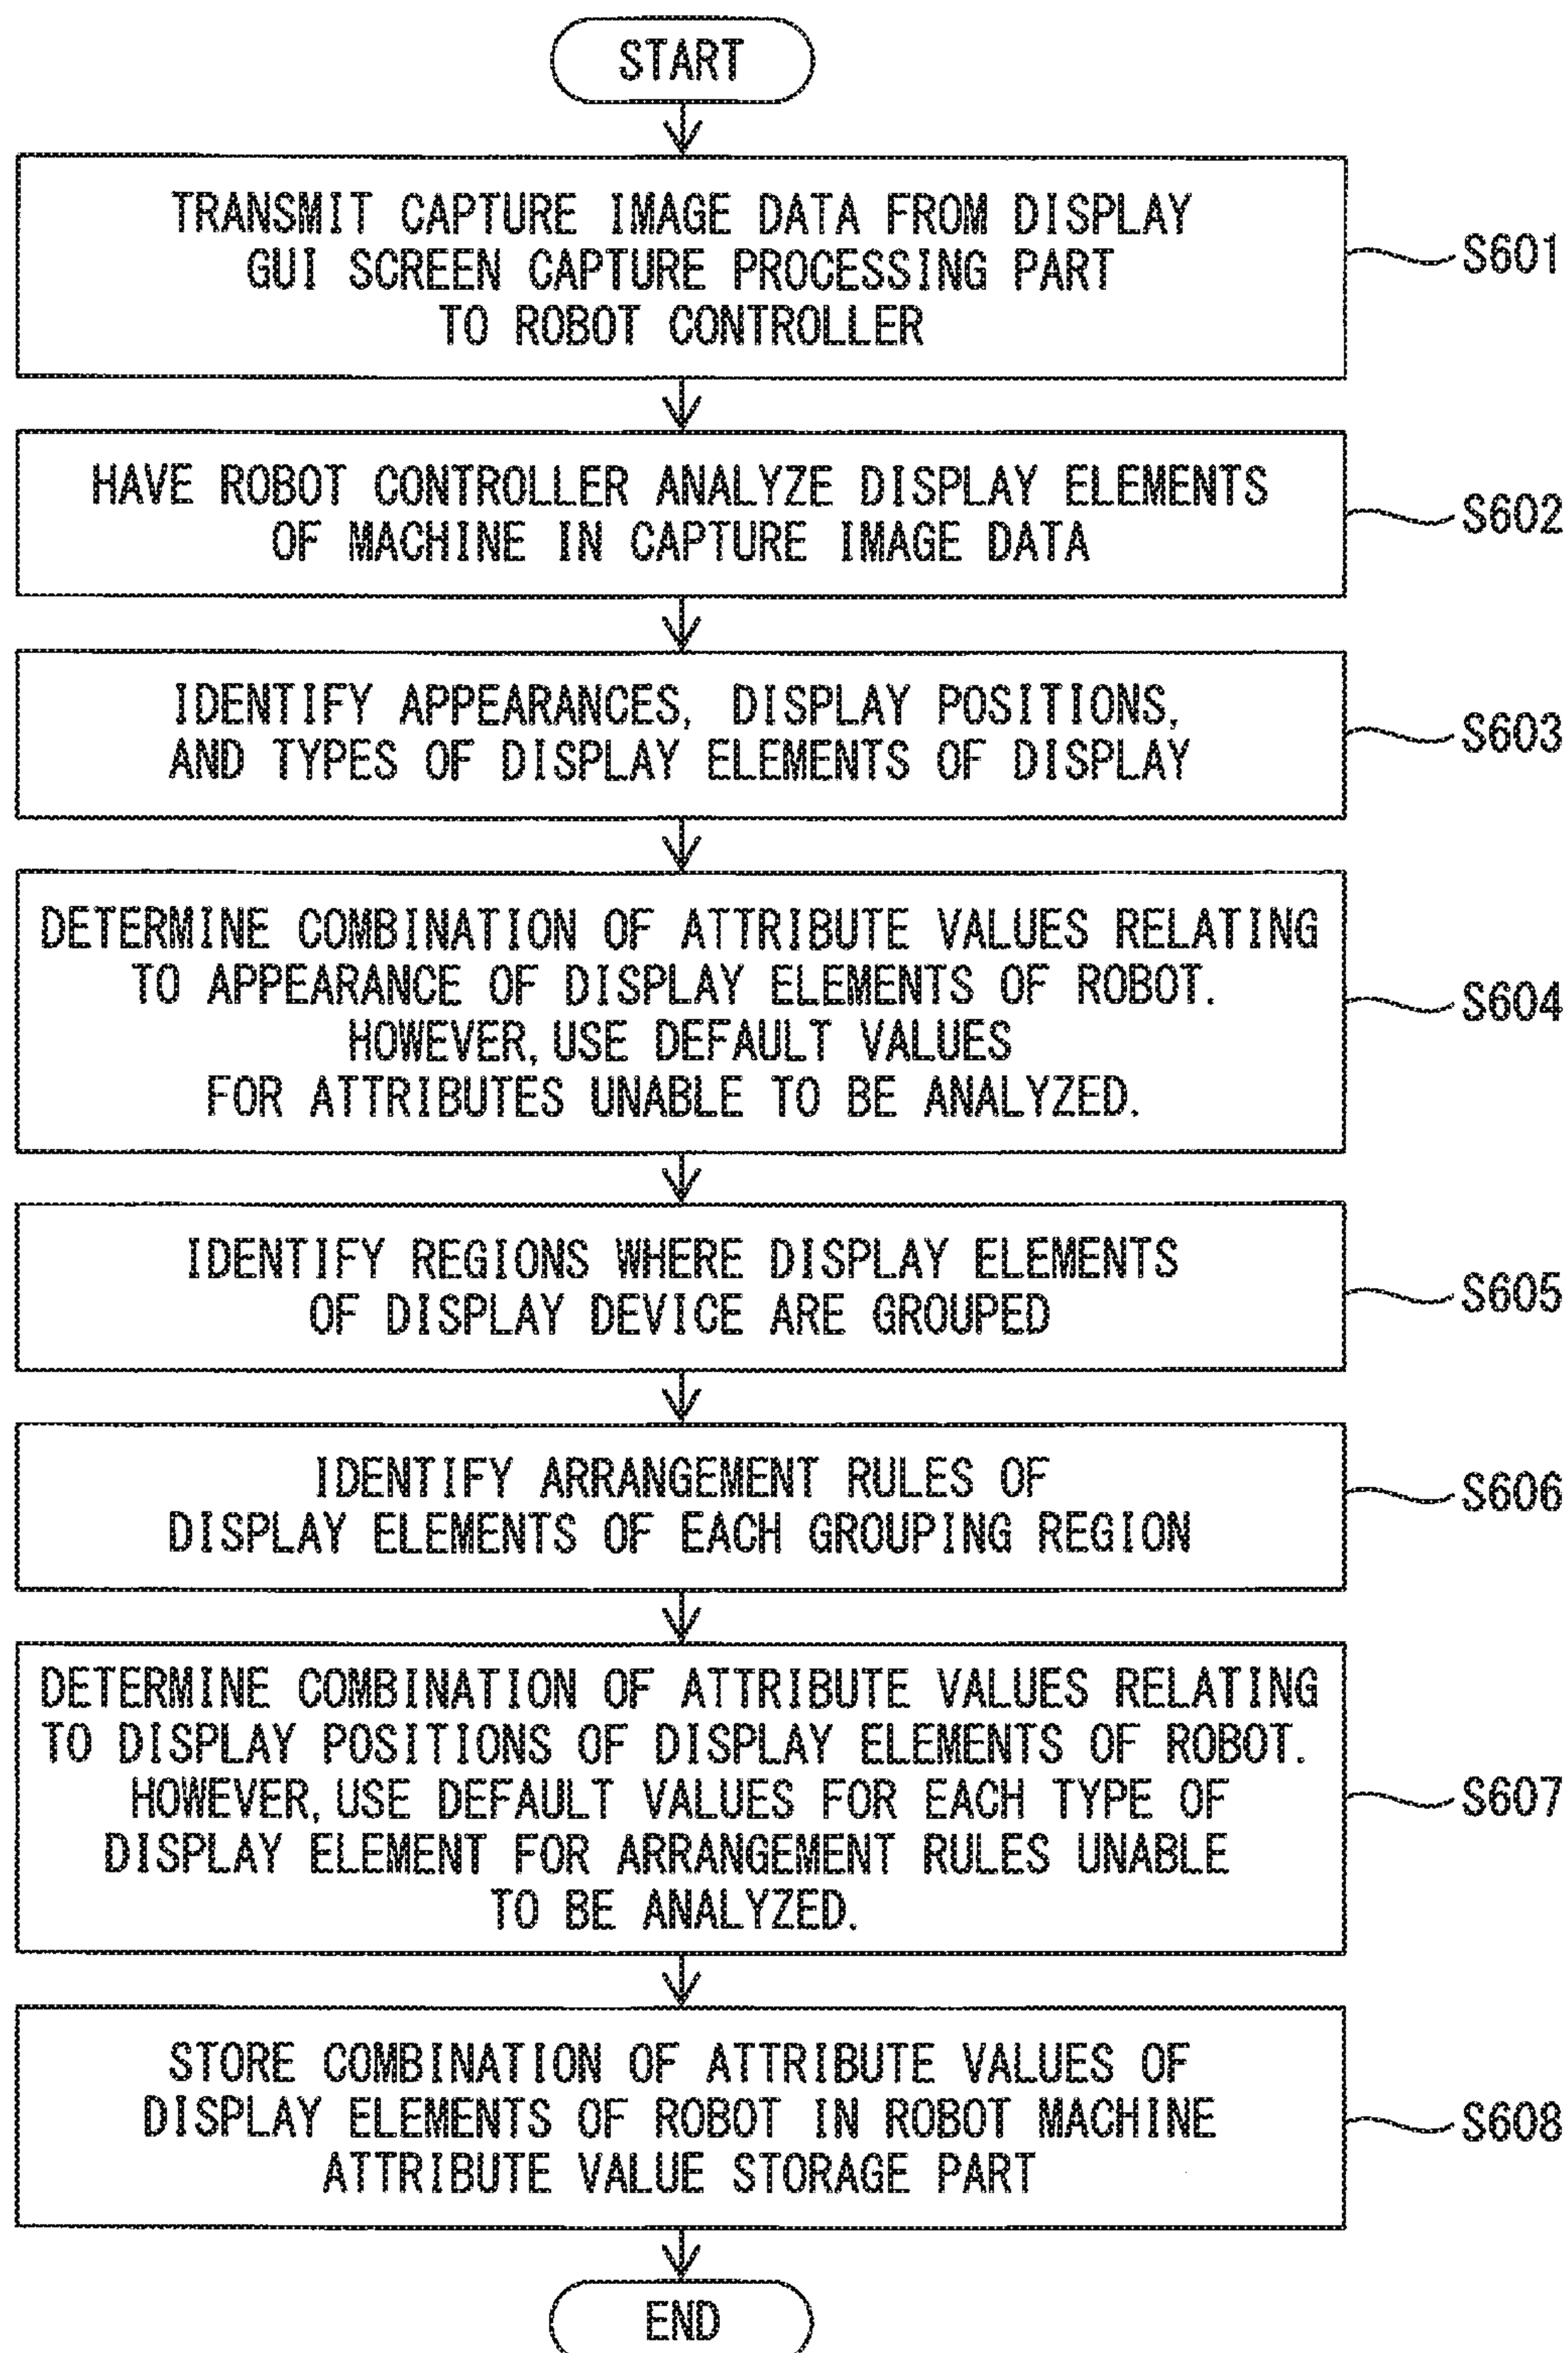 START
TRANSMIT CAPTURE IMAGE DATA FROM DISPLAY
GUI SCREEN CAPTURE PROCESSING PART
TO ROBOT CONTROLLER
S601
HAVE ROBOT CONTROLLER ANALYZE DISPLAY ELEMENTS
OF MACHINE IN CAPTURE IMAGE DATA
S602
IDENTIFY APPEARANCES, DISPLAY POSITIONS,
AND TYPES OF DISPLAY ELEMENTS OF DISPLAY
S603
DETERMINE COMBINATION OF ATTRIBUTE VALUES RELATING
TO APPEARANCE OF DISPLAY ELEMENTS OF ROBOT.
HOWEVER, USE DEFAULT VALUES
FOR ATTRIBUTES UNABLE TO BE ANALYZED.
S604
IDENTIFY REGIONS WHERE DISPLAY ELEMENTS
OF DISPLAY DEVICE ARE GROUPED
S605
IDENTIFY ARRANGEMENT RULES OF
DISPLAY ELEMENTS OF EACH GROUPING REGION
S606
DETERMINE COMBINATION OF ATTRIBUTE VALUES RELATING
TO DISPLAY POSITIONS OF DISPLAY ELEMENTS OF ROBOT.
HOWEVER, USE DEFAULT VALUES FOR EACH TYPE OF
DISPLAY ELEMENT FOR ARRANGEMENT RULES UNABLE
TO BE ANALYZED.
S607
STORE COMBINATION OF ATTRIBUTE VALUES OF
DISPLAY ELEMENTS OF ROBOT IN ROBOT MACHINE
ATTRIBUTE VALUE STORAGE PART
S608
END